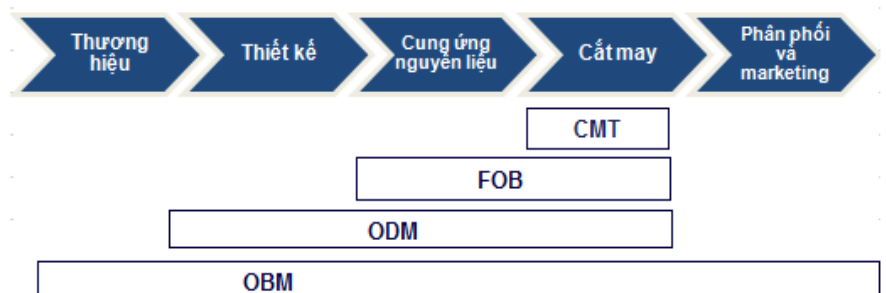 Thương
hiệu
Thiết kế
Cung ứng
nguyên liệu
Cắt may
Phân phối
và
marketing
CMT
FOB
ODM
OBM